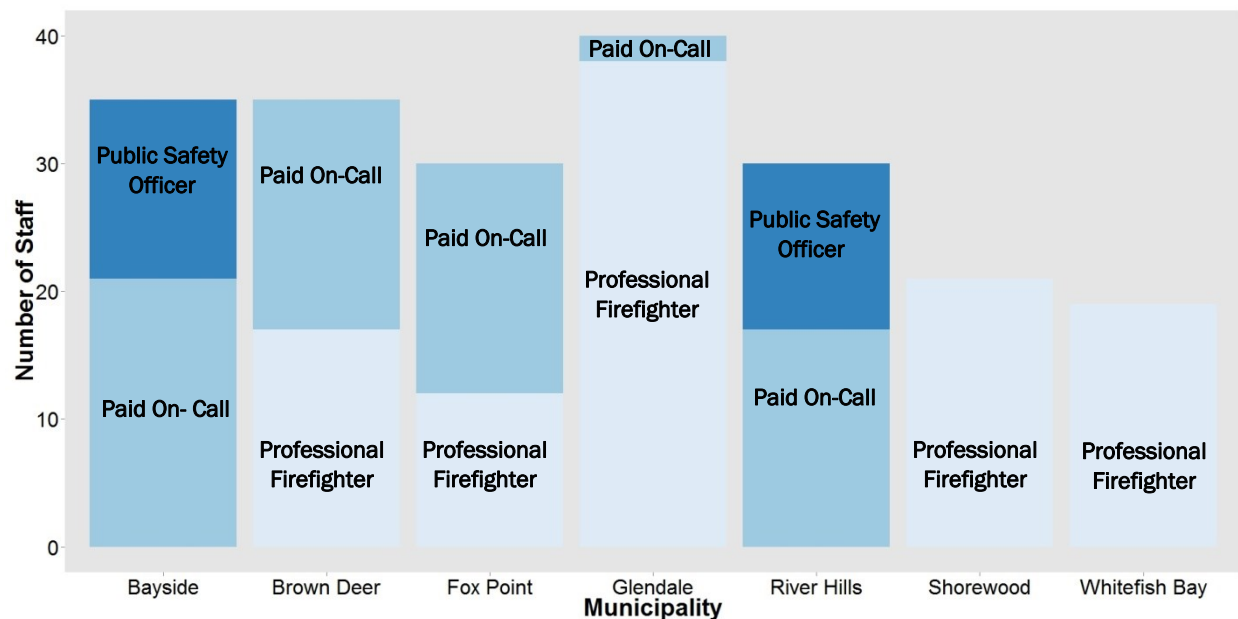 Number of Staff
40
30
20
10
0
Public Safety
Officer
Paid On- Call
Paid On-Call
Professional
Firefighter
Paid On-Call
Professional
Firefighter
Paid On-Call
Professional
Firefighter
Public Safety
Officer
Paid On-Call
Professional
Firefighter
Professional
Firefighter
Bayside
Brown Deer
Fox Point
Glendale
River Hills
Shorewood
Whitefish Bay
Municipality